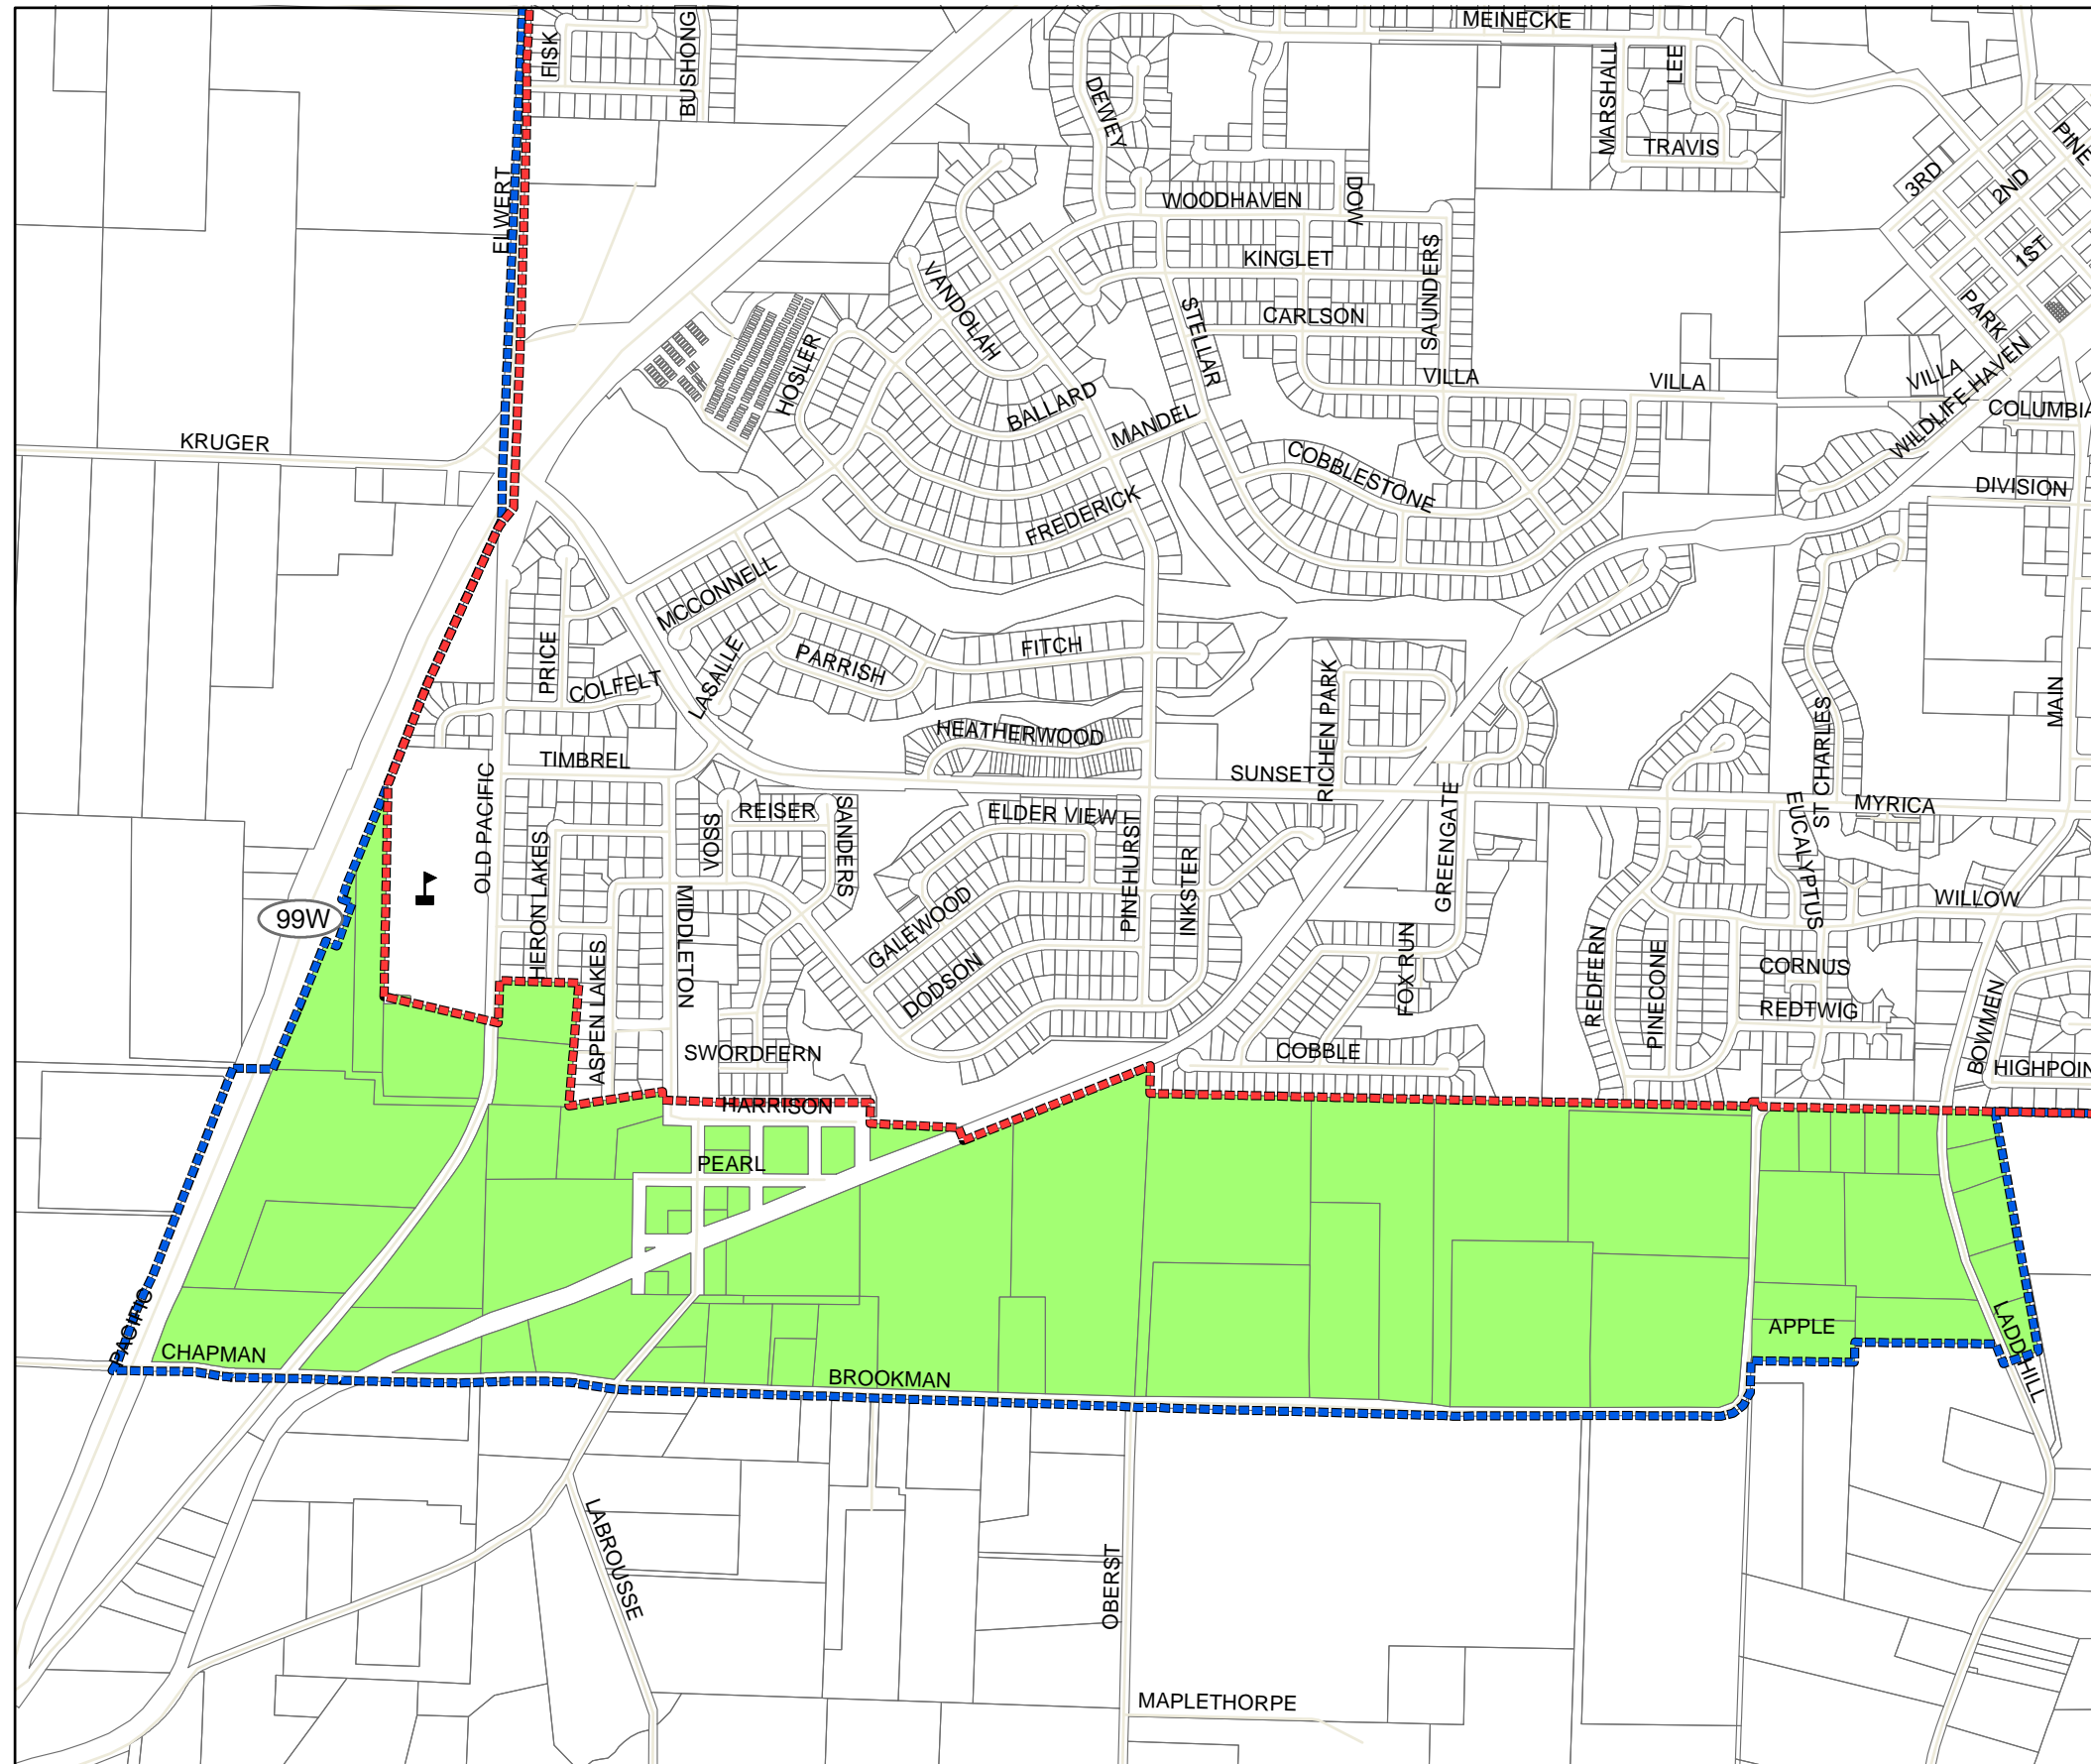 MEINECKE
FISK
BUSHONG
MARSHALL
LEE
DEWEY
TRAVIS
PINE
3RD
2ND
1ST
ELWERT
WOODHAVEN
DOW
KINGLET
SAUNDERS
VANDOLAH
STELLAR
CARLSON
PARK
HOSLER
VILLA
VILLA
VILLA
WILDLIFE HAVEN
BALLARD
MANDEL
COLUMBIA
KRUGER
COBBLESTONE
DIVISION
FREDERICK
MCCONNELL
PRICE
COLFELT
LASALLE
PARRISH
FITCH
RICHEN PARK
MAIN
HEATHERWOOD
ST CHARLES
TIMBREL
SUNSET
OLD PACIFIC
REISER
SANDERS
VOSS
ELDER VIEW
PINEHURST
INKSTER
GREENGATE
EUCALYPTUS
MYRICA
HERON LAKES
MIDDLETON
GALEWOOD
WILLOW
99W
ASPEN LAKES
DODSON
FOX RUN
REDFERN
PINECONE
CORNUS
REDTWIG
BOWMEN
SWORDFERN
COBBLE
HIGHPOIN
HARRISON
PEARL
PACIFIC
CHAPMAN
APPLE
LADD HILL
BROOKMAN
LABROUSSE
OBERST
MAPLETHORPE